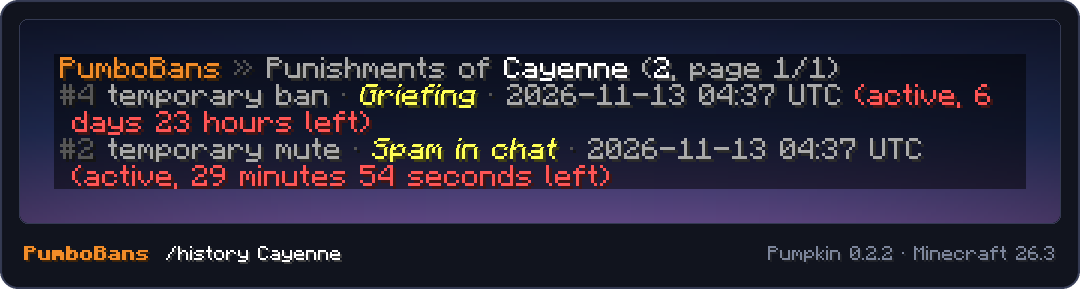 PumboBans » Punishments of Cayenne (2, page 1/1)
#4 temporary ban · Griefing · 2026-11-13 04:37 UTC (active, 6
days 23 hours left)
#2 temporary mute · Spam in chat · 2026-11-13 04:37 UTC
(active, 29 minutes 54 seconds left)
PumboBans /history Cayenne
Pumpkin 0.2.2 · Minecraft 26.3